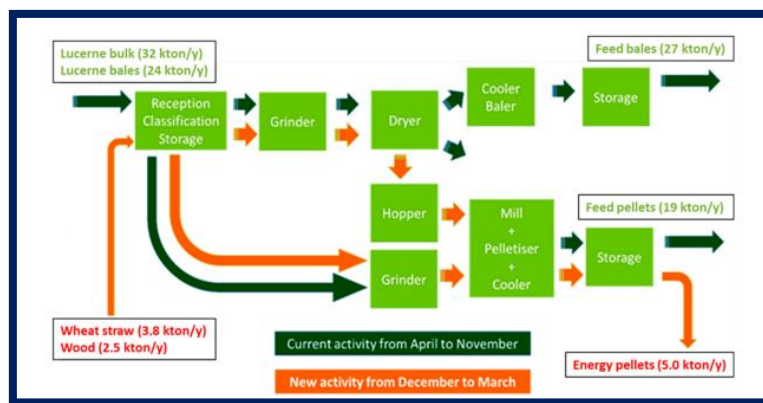 Lucerne bulk (32 kton/y)
Lucerne bales (24 kton/y)
Feed bales (27 kton/y)
Reception
Classification
Storage
Grinder
Dryer
Cooler
Baler
Storage
Hopper
Mill
+
Pelletiser
+
Cooler
Feed pellets (19 kton/y)
Grinder
Storage
Wheat straw (3.8 kton/y)
Wood (2.5 kton/y)
Current activity from April to November
New activity from December to March
Energy pellets (5.0 kton/y)